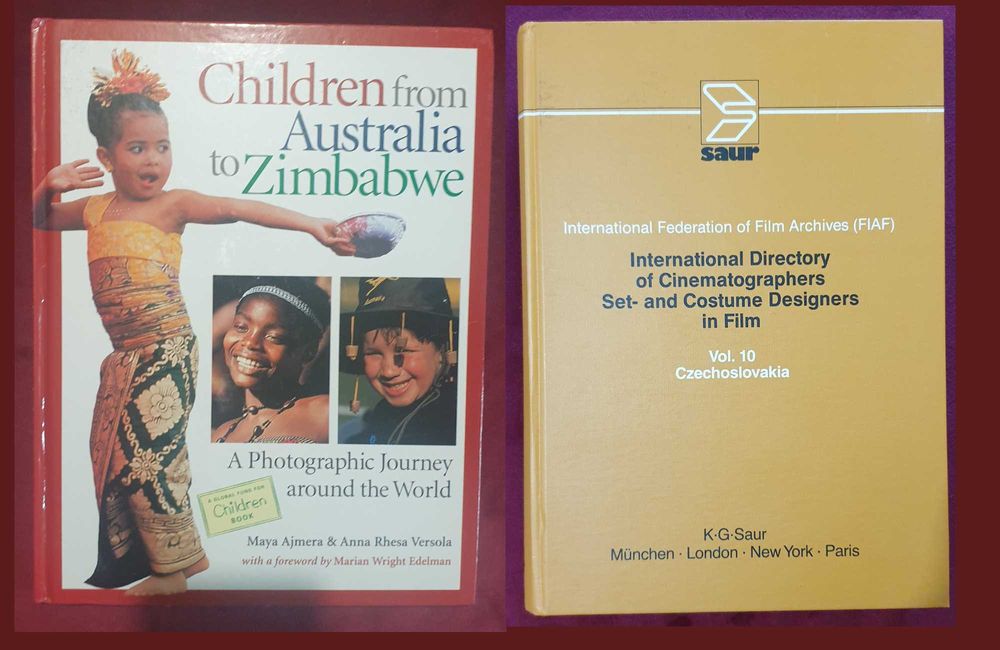 Children from
Australia
to Zimbabwe
A Photographic Journey
around the World
A GLOBAL FUND FOR
Children
BOOK
Maya Ajmera & Anna Rhesa Versola
with a foreword by Marian Wright Edelman
saur
International Federation of Film Archives (FIAF)
International Directory
of Cinematographers
Set- and Costume Designers
in Film
Vol. 10
Czechoslovakia
K·G·Saur
München · London · New York · Paris